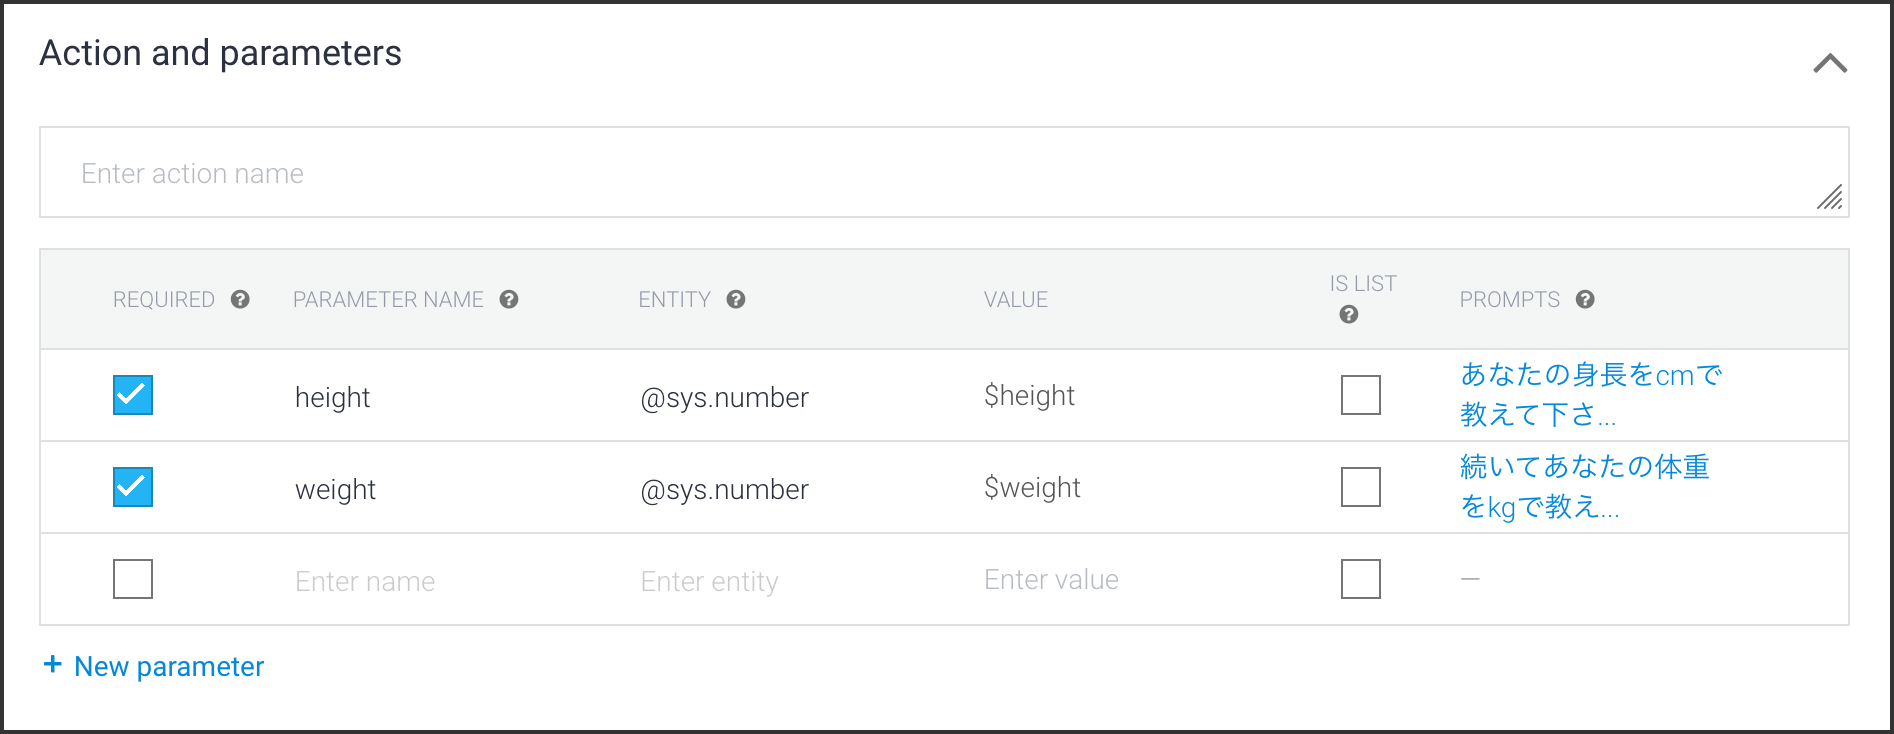 Action and parameters
Enter action name
REQUIRED PARAMETER NAME ENTITY VALUE IS LIST PROMPTS
height @sys.number $height あなたの身長をcmで
教えて下さ...
weight @sys.number $weight 続いてあなたの体重
をkgで教え...
Enter name Enter entity Enter value –
+ New parameter